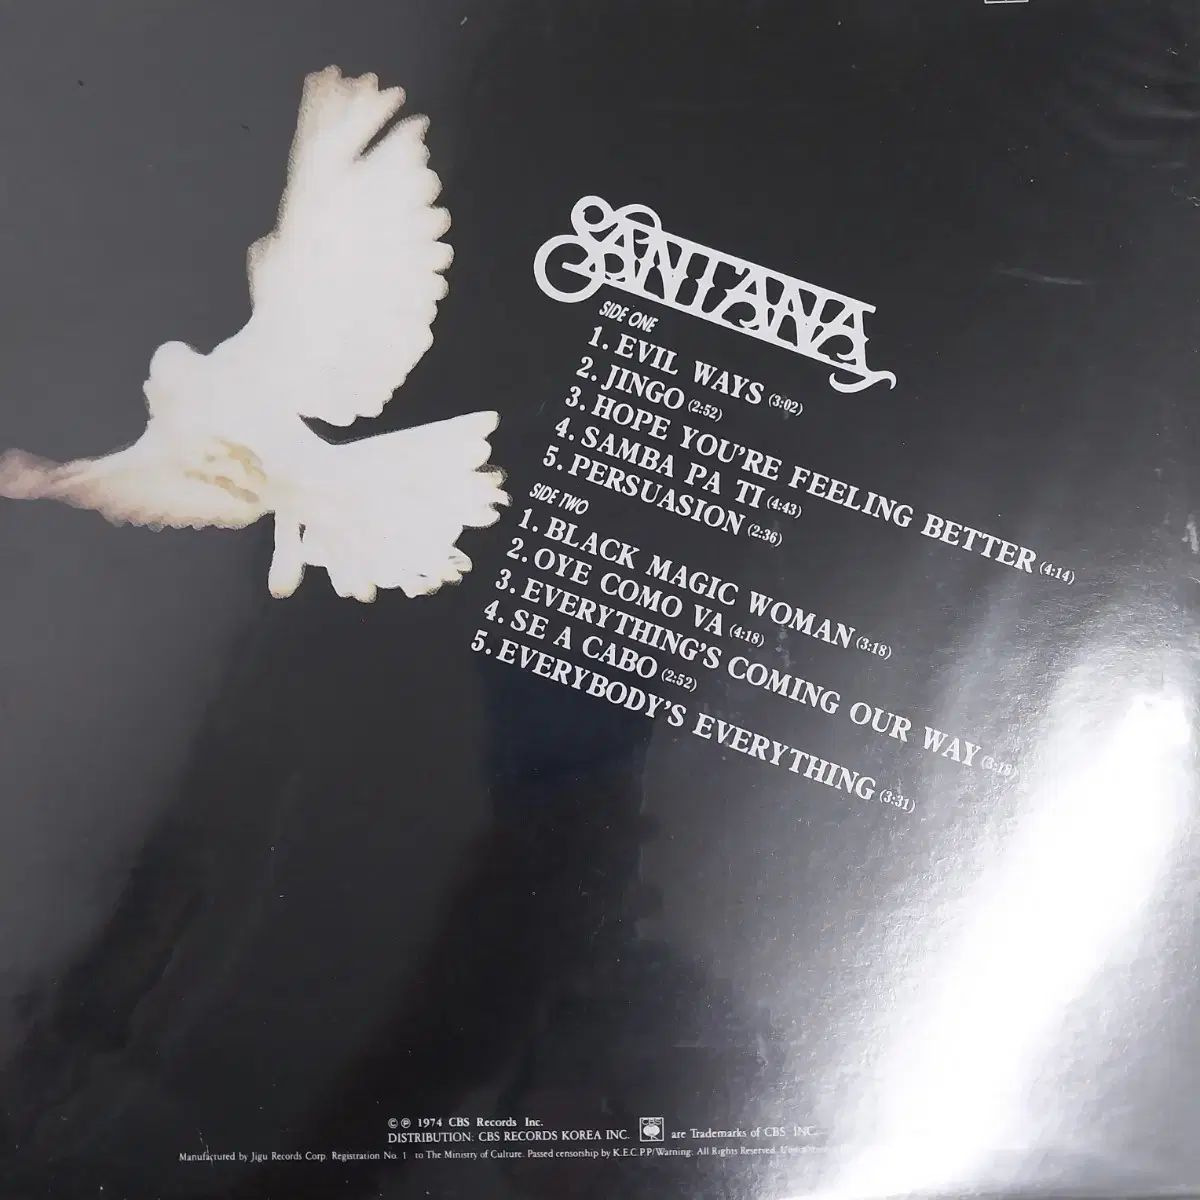 SANTANA
SIDE ONE
1. EVIL WAYS (3:02)
2. JINGO (2:52)
3. HOPE YOU'RE FEELING BETTER (4:14)
4. SAMBA PA TI (4:43)
5. PERSUASION (2:36)
SIDE TWO
1. BLACK MAGIC WOMAN (3:18)
2. OYE COMO VA (4:18)
3. EVERYTHING'S COMING OUR WAY (3:18)
4. SE A CABO (2:52)
5. EVERYBODY'S EVERYTHING (3:31)
© ℗ 1974 CBS Records Inc.
DISTRIBUTION: CBS RECORDS KOREA INC. CBS are Trademarks of CBS INC.
Manufactured by Jigu Records Corp. Registration No. 1 to The Ministry of Culture. Passed censorship by K.E.C.P.P/Warning: All Rights Reserved.